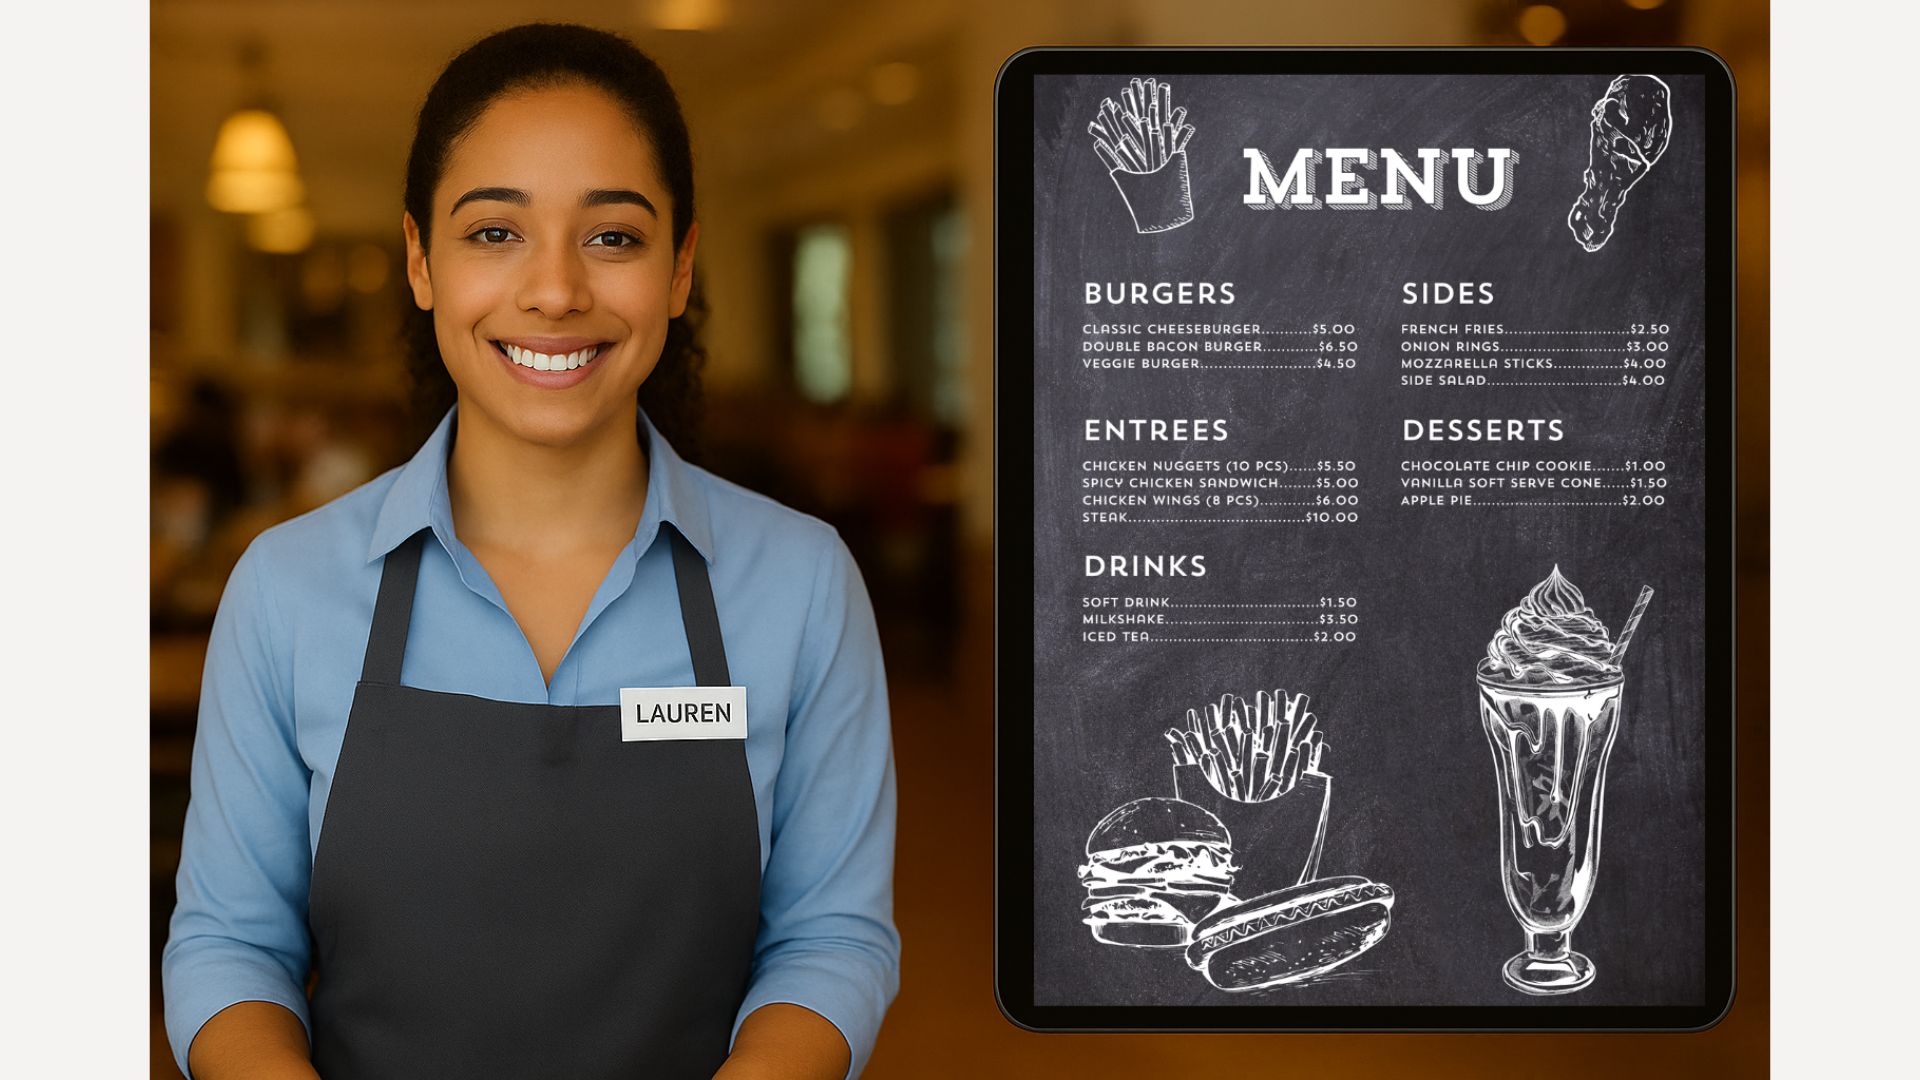 LAUREN
MENU
BURGERS
CLASSIC CHEESEBURGER...........$5.00
DOUBLE BACON BURGER............$6.50
VEGGIE BURGER.........................$4.50
ENTREES
CHICKEN NUGGETS (10 PCS)......$5.50
SPICY CHICKEN SANDWICH........$5.00
CHICKEN WINGS (8 PCS)............$6.00
STEAK......................................$10.00
DRINKS
SOFT DRINK................................$1.50
MILKSHAKE.................................$3.50
ICED TEA...................................$2.00
SIDES
FRENCH FRIES...........................$2.50
ONION RINGS...........................$3.00
MOZZARELLA STICKS...............$4.00
SIDE SALAD.............................$4.00
DESSERTS
CHOCOLATE CHIP COOKIE.......$1.00
VANILLA SOFT SERVE CONE......$1.50
APPLE PIE................................$2.00